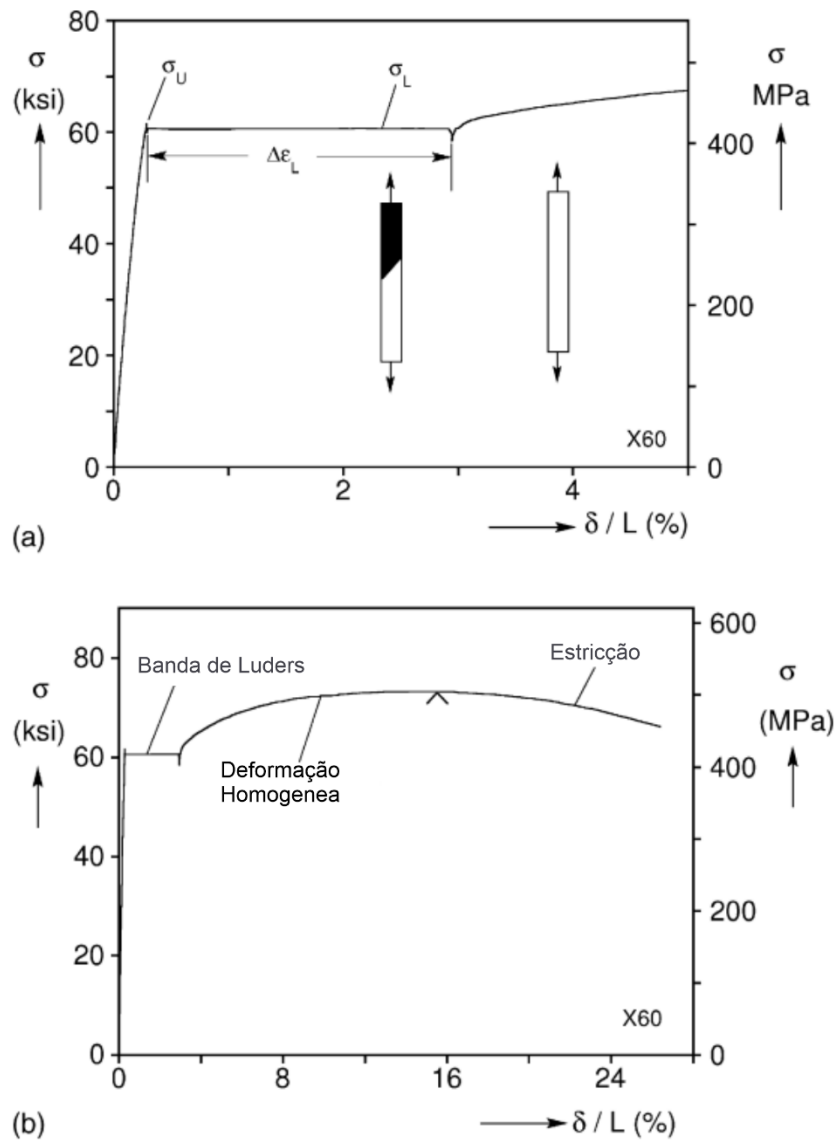 80
60
40
20
0
σ
(ksi)
σU
σL
ΔεL
σ
MPa
400
200
0
X60
0
2
4
δ / L (%)
(a)
80
60
40
20
0
σ
(ksi)
Banda de Luders
Deformação
Homogenea
Estricção
600
400
200
0
σ
(MPa)
X60
0
8
16
24
δ / L (%)
(b)